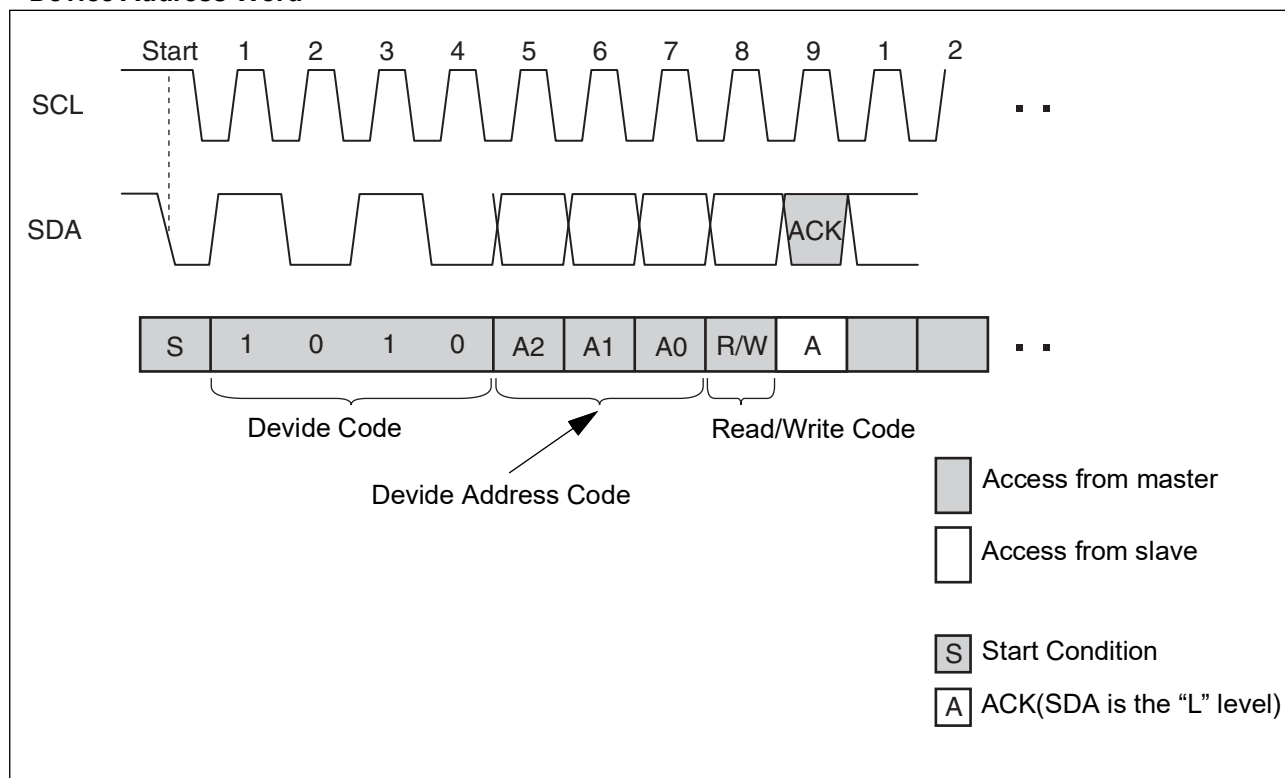 Start 1 2 3 4 5 6 7 8 9 1 2
SCL
SDA
ACK
S 1 0 1 0 A2 A1 A0 R/W A
Devide Code
Read/Write Code
Devide Address Code
Access from master
Access from slave
S Start Condition
A ACK(SDA is the “L” level)